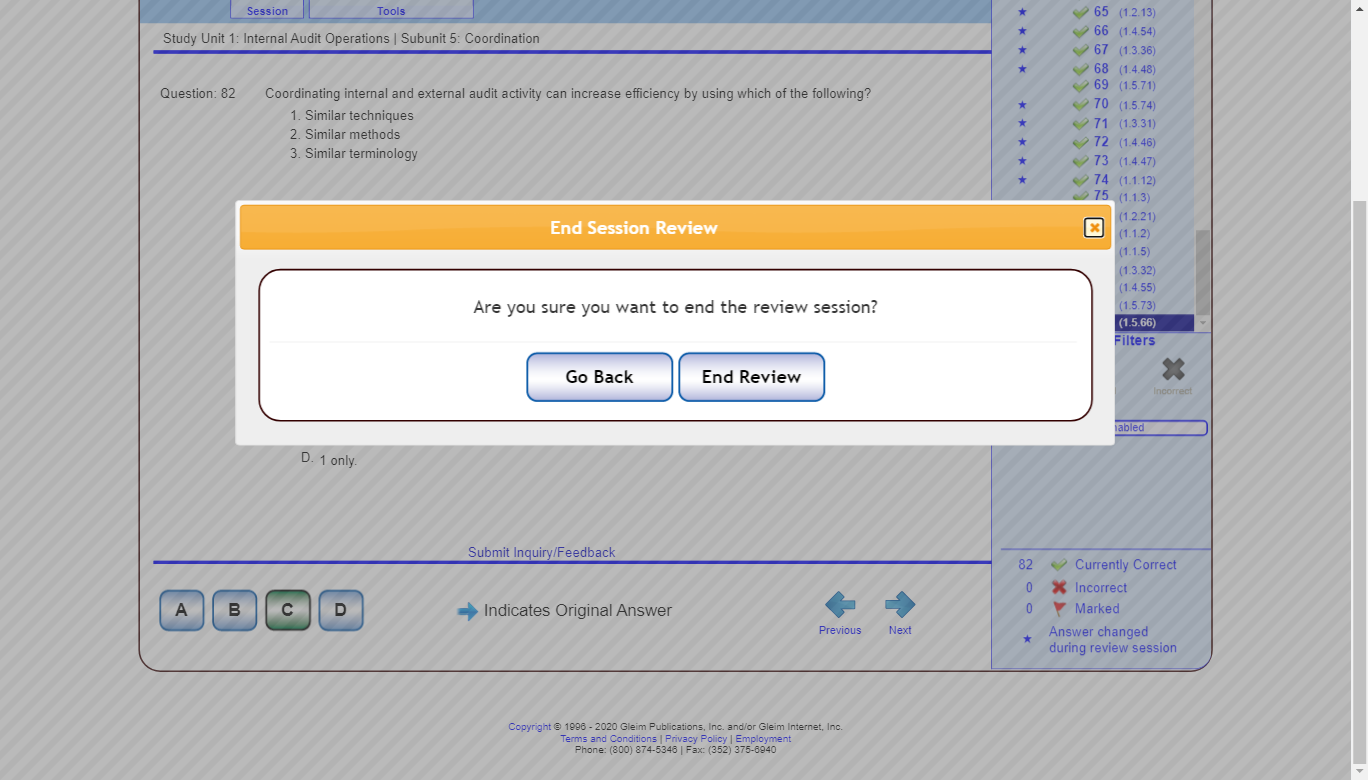 Session
Tools
Study Unit 1: Internal Audit Operations | Subunit 5: Coordination
Question: 82
Coordinating internal and external audit activity can increase efficiency by using which of the following?
1. Similar techniques
2. Similar methods
3. Similar terminology
End Session Review
Are you sure you want to end the review session?
Go Back
End Review
D. 1 only.
Submit Inquiry/Feedback
A B C D
Indicates Original Answer
Previous
Next
65 (1.2.13)
66 (1.4.54)
67 (1.3.36)
68 (1.4.48)
69 (1.5.71)
70 (1.5.74)
71 (1.3.31)
72 (1.4.46)
73 (1.4.47)
74 (1.1.12)
75 (1.1.3)
(1.2.21)
(1.1.2)
(1.1.5)
(1.3.32)
(1.4.55)
(1.5.73)
(1.5.66)
Filters
Incorrect
82 Currently Correct
0 Incorrect
0 Marked
Answer changed
during review session
Copyright © 1996 - 2020 Gleim Publications, Inc. and/or Gleim Internet, Inc.
Terms and Conditions | Privacy Policy | Employment
Phone: (800) 874-5346 | Fax: (352) 375-6940